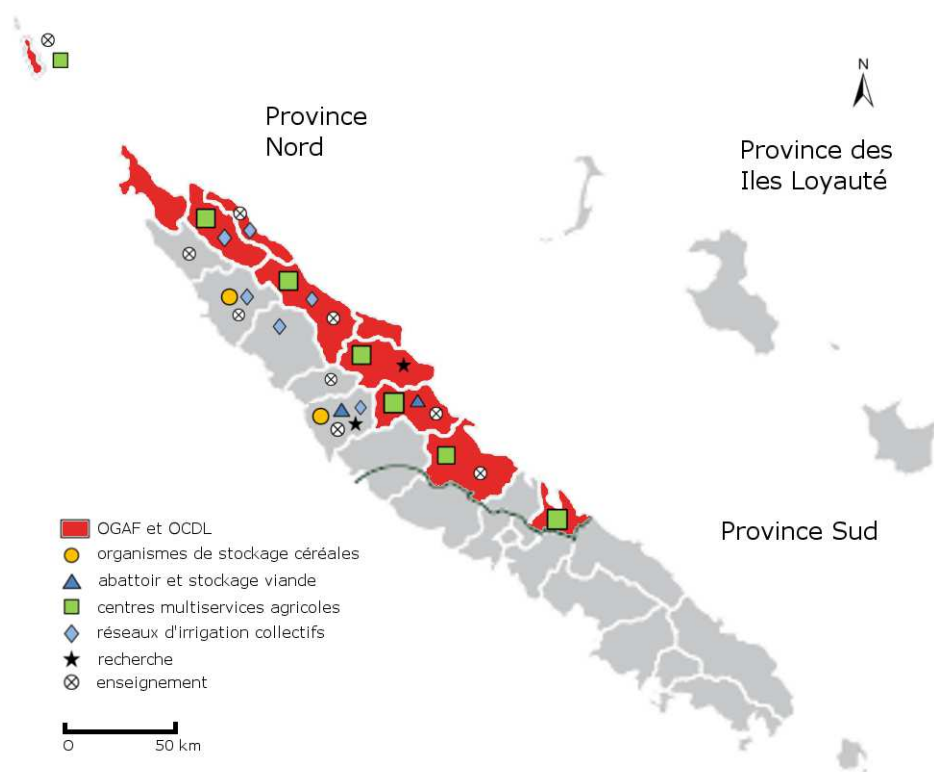 N
Province
Nord
Province des
Iles Loyauté
Province Sud
OGAF et OCDL
organismes de stockage céréales
abattoir et stockage viande
centres multiservices agricoles
réseaux d'irrigation collectifs
recherche
enseignement
0 50 km